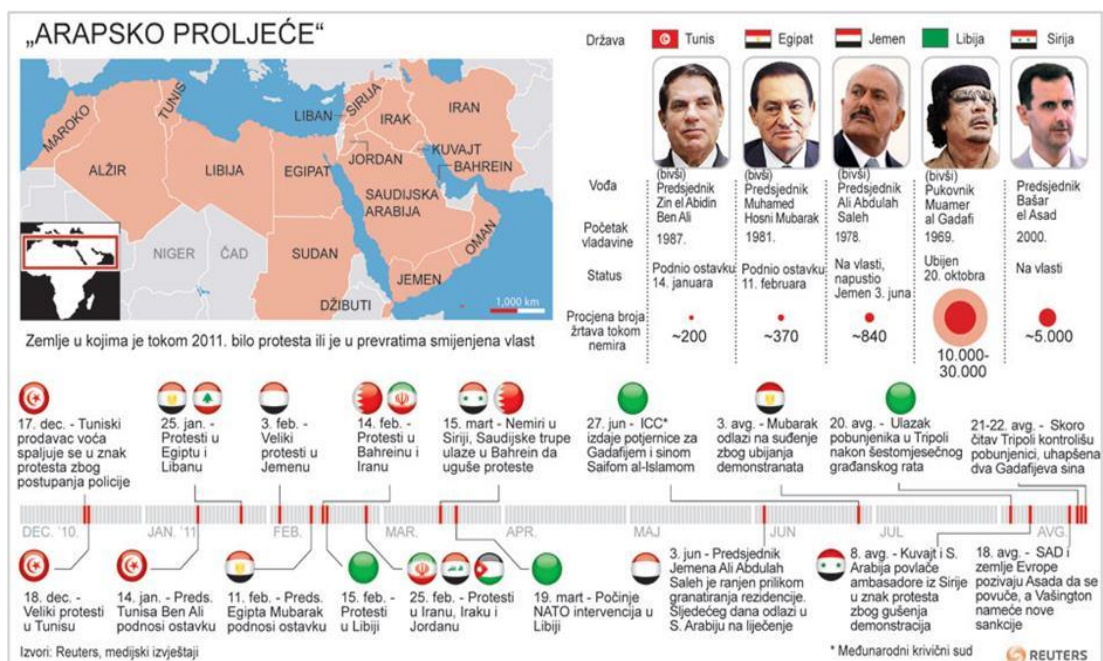 „ARAPSKO PROLJEĆE“
MAROKO
TUNIS
ALŽIR
LIBIJA
EGIPAT
LIBAN
SIRIJA
IRAK
IRAN
JORDAN
KUVAJT
BAHREIN
SAUDIJSKA
ARABIJA
OMAN
NIGER
ČAD
SUDAN
JEMEN
DŽIBUTI
1,000 km
Zemlje u kojima je tokom 2011. bilo protesta ili je u prevratima smijenjena vlast
Država
Tunis
Egipat
Jemen
Libija
Sirija
Vođa
(bivši)
Predsjednik
Zin el Abidin
Ben Ali
(bivši)
Predsjednik
Muhamed
Hosni Mubarak
(bivši)
Predsjednik
Ali Abdulah
Saleh
(bivši)
Pukovnik
Muamer
al Gadafi
Predsjednik
Bašar
el Asad
Početak
vladavine
1987.
1981.
1978.
1969.
2000.
Status
Podnio ostavku
14. januara
Podnio ostavku
11. februara
Na vlasti,
napustio
Jemen 3. juna
Ubijen
20. oktobra
Na vlasti
Procjena broja
žrtava tokom
nemira
~200
~370
~840
10.000-
30.000
~5.000
17. dec. - Tuniski
prodavac voća
spaljuje se u znak
protesta zbog
postupanja policije
25. jan. -
Protesti u
Egiptu i
Libanu
3. feb. -
Veliki
protesti u
Jemenu
14. feb. -
Protesti u
Bahreinu i
Iranu
15. mart - Nemiri u
Siriji, Saudijske trupe
ulaze u Bahrein da
uguše proteste
27. jun - ICC*
izdaje potjernice za
Gadafijem i sinom
Saifom al-Islamom
3. avg. - Mubarak
odlazi na suđenje
zbog ubijanja
demonstranata
20. avg. - Ulazak
pobunjenika u Tripoli
nakon šestomjesečnog
građanskog rata
21-22. avg. - Skoro
čitav Tripoli kontrolišu
pobunjenici, uhapšena
dva Gadafijeva sina
DEC. '10.
JAN. '11
FEB.
MAR.
APR.
MAJ
JUN
JUL
AVG.
18. dec. -
Veliki protesti
u Tunisu
14. jan. - Preds.
Tunisa Ben Ali
podnosi ostavku
11. feb. - Preds.
Egipta Mubarak
podnosi ostavku
15. feb. -
Protesti
u Libiji
25. feb. - Protesti
u Iranu, Iraku i
Jordanu
19. mart - Počinje
NATO intervencija u
Libiji
3. jun - Predsjednik
Jemena Ali Abdulah
Saleh je ranjen prilikom
granatiranja rezidencije.
Sljedećeg dana odlazi u
S. Arabiju na liječenje
8. avg. - Kuvajt i S.
Arabija povlače
ambasadore iz Sirije
u znak protesta
zbog gušenja
demonstracija
18. avg. - SAD i
zemlje Evrope
pozivaju Asada da se
povuče, a Vašington
nameće nove
sankcije
Izvori: Reuters, medijski izvještaji
* Međunarodni krivični sud
REUTERS